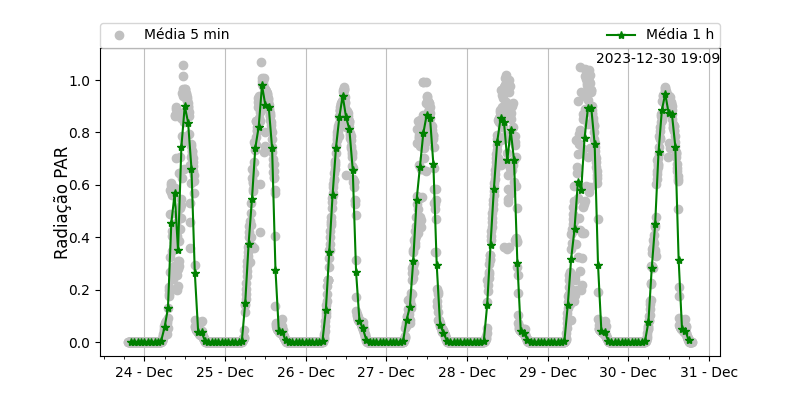 Média 5 min
Média 1 h
2023-12-30 19:09
Radiação PAR
1.0
0.8
0.6
0.4
0.2
0.0
24 - Dec
25 - Dec
26 - Dec
27 - Dec
28 - Dec
29 - Dec
30 - Dec
31 - Dec